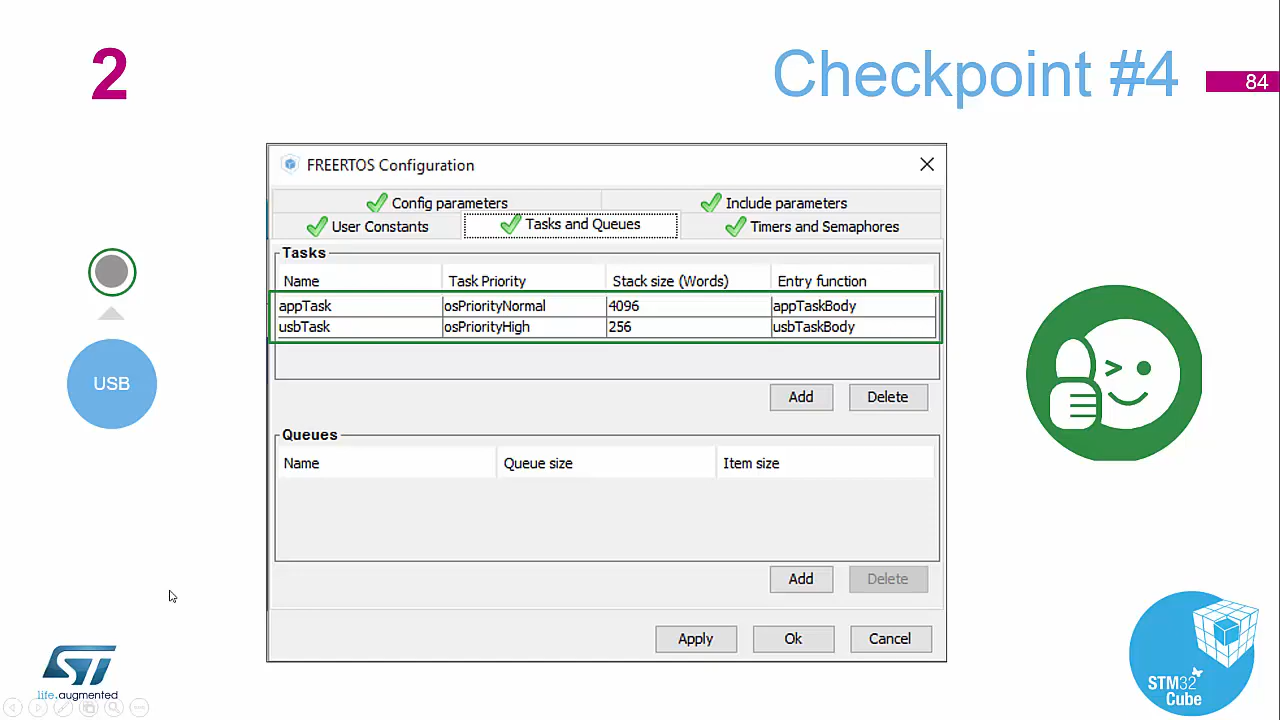 2
Checkpoint #4
84
FREERTOS Configuration
Config parameters
Include parameters
User Constants
Tasks and Queues
Timers and Semaphores
Tasks
Name Task Priority Stack size (Words) Entry function
appTask osPriorityNormal 4096 appTaskBody
usbTask osPriorityHigh 256 usbTaskBody
USB
Add Delete
Queues
Name Queue size Item size
Add Delete
Apply Ok Cancel
ST
life.augmented
STM32
Cube